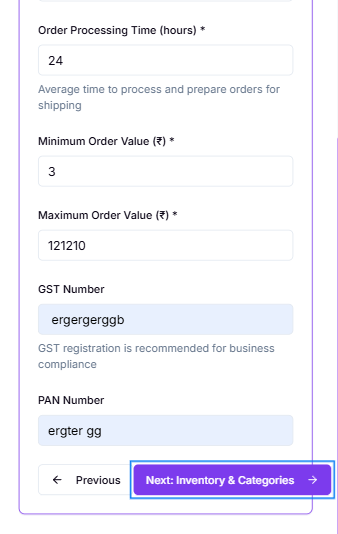 Order Processing Time (hours) *
24
Average time to process and prepare orders for
shipping
Minimum Order Value (₹) *
3
Maximum Order Value (₹) *
121210
GST Number
ergergerggb
GST registration is recommended for business
compliance
PAN Number
ergter gg
← Previous Next: Inventory & Categories →